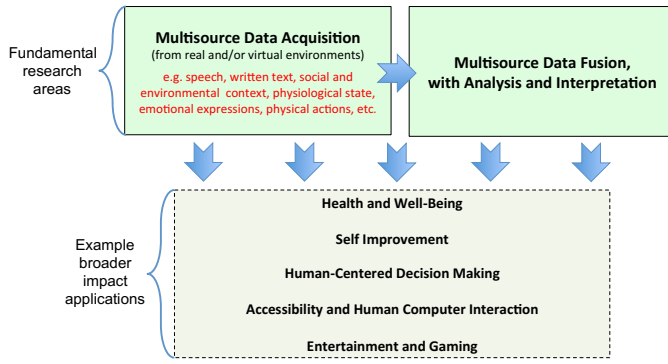 Fundamental
research
areas
Multisource Data Acquisition
(from real and/or virtual environments)
e.g. speech, written text, social and
environmental context, physiological state,
emotional expressions, physical actions, etc.
Multisource Data Fusion,
with Analysis and Interpretation
Example
broader
impact
applications
Health and Well-Being
Self Improvement
Human-Centered Decision Making
Accessibility and Human Computer Interaction
Entertainment and Gaming